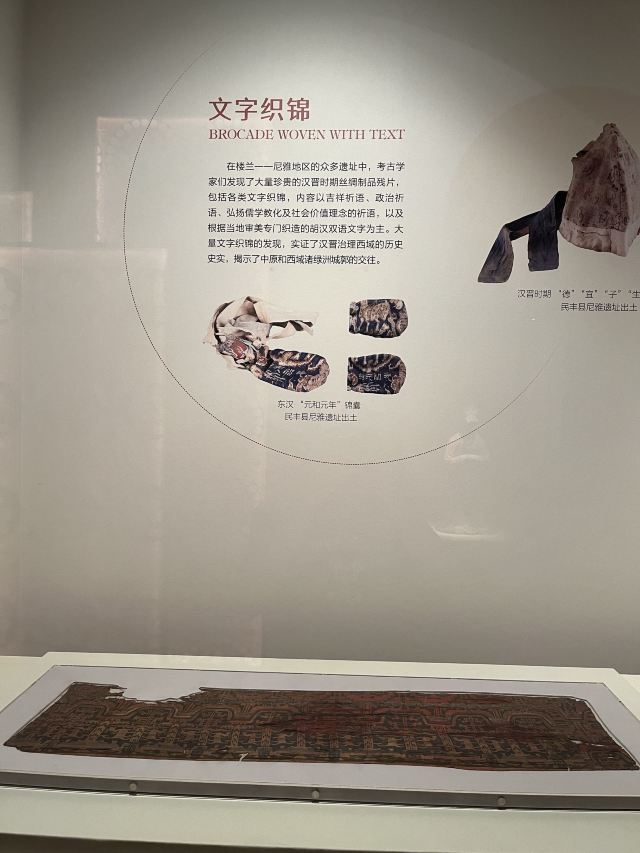 文字织锦
BROCADE WOVEN WITH TEXT
在楼兰——尼雅地区的众多遗址中，考古学
家们发现了大量珍贵的汉晋时期丝绸制品残片，
包括各类文字织锦，内容以吉祥祈语、政治祈
语、弘扬儒学教化及社会价值理念的祈语，以及
根据当地审美专门织造的胡汉双语文字为主。大
量文字织锦的发现，实证了汉晋治理西域的历史
史实，揭示了中原和西域诸绿洲城郭的交往。
东汉 “元和元年” 锦囊
民丰县尼雅遗址出土
汉晋时期 “德” “宜” “子” “生
民丰县尼雅遗址出土